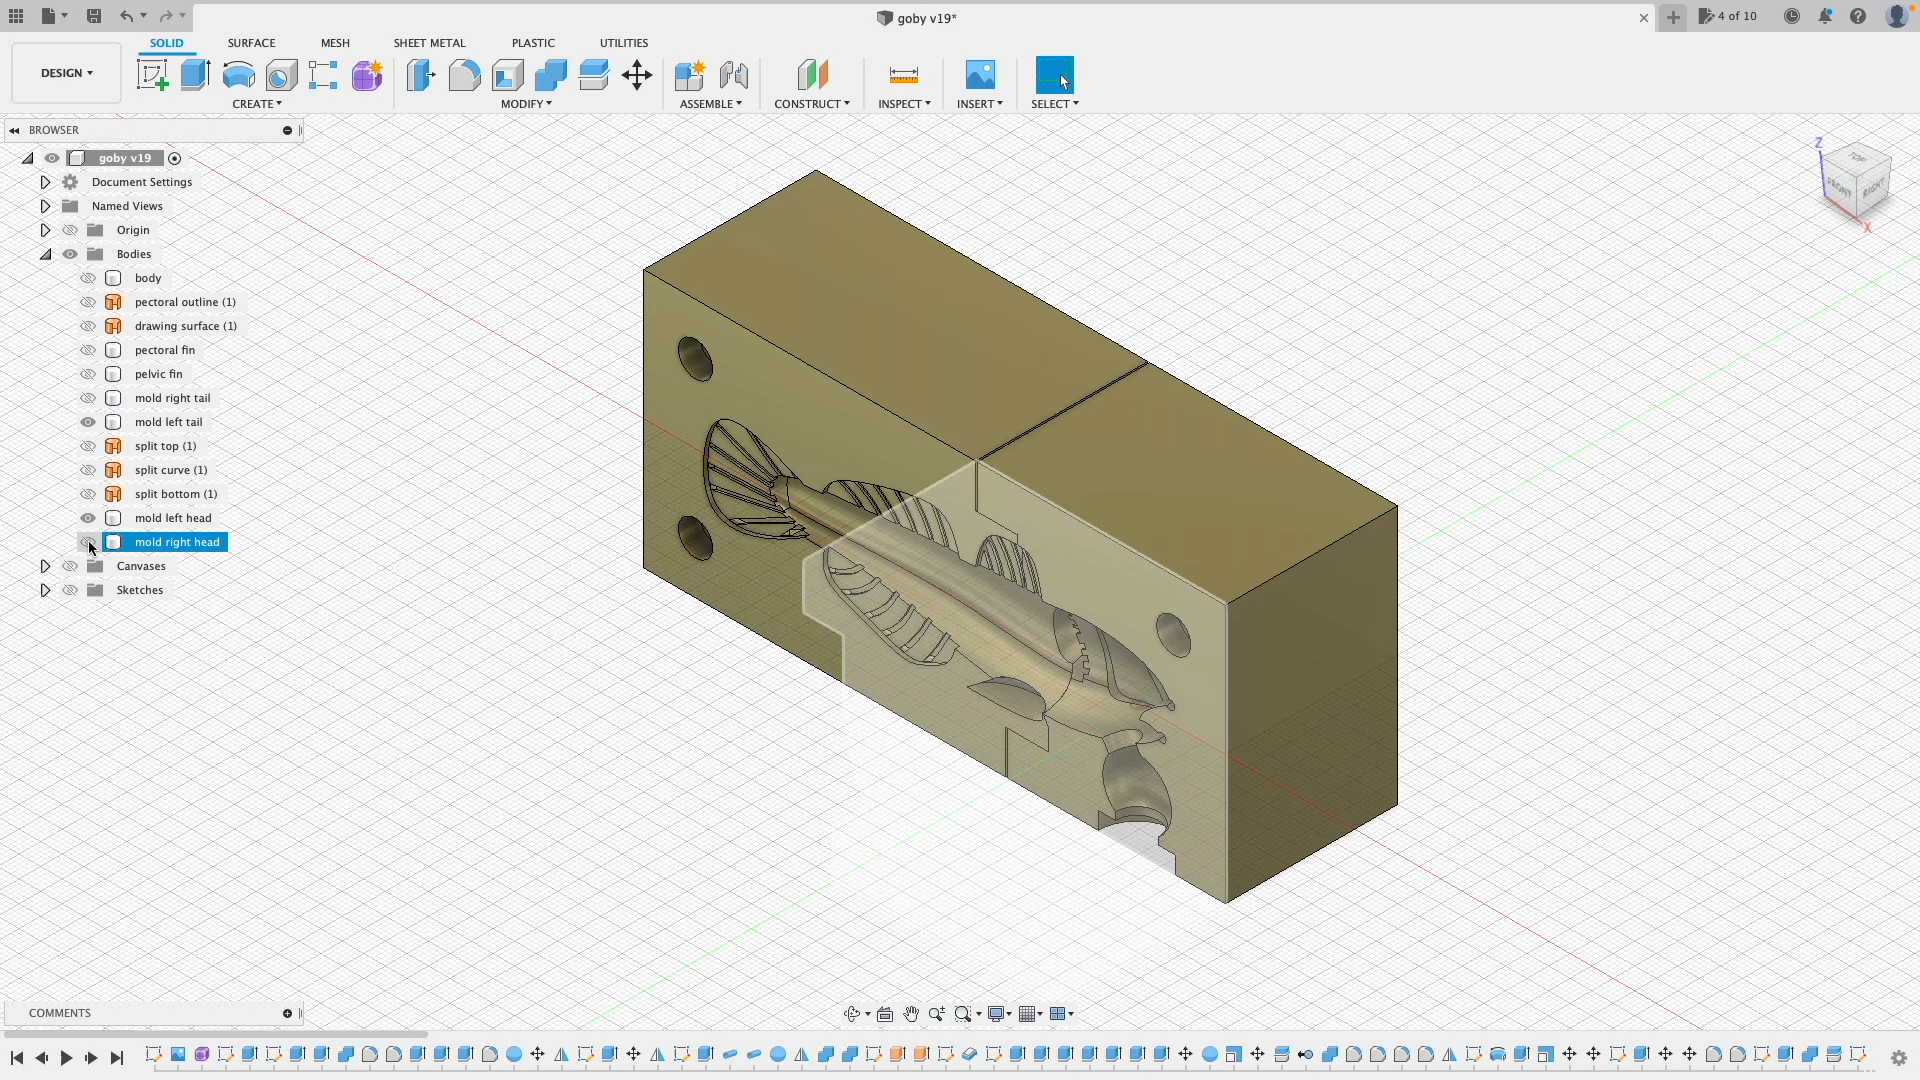 goby v19*
4 of 10
SOLID SURFACE MESH SHEET METAL PLASTIC UTILITIES
DESIGN
CREATE MODIFY ASSEMBLE CONSTRUCT INSPECT INSERT SELECT
BROWSER
goby v19
Document Settings
Named Views
Origin
Bodies
body
pectoral outline (1)
drawing surface (1)
pectoral fin
pelvic fin
mold right tail
mold left tail
split top (1)
split curve (1)
split bottom (1)
mold left head
mold right head
Canvases
Sketches
Z
TOP
FRONT RIGHT
X
COMMENTS